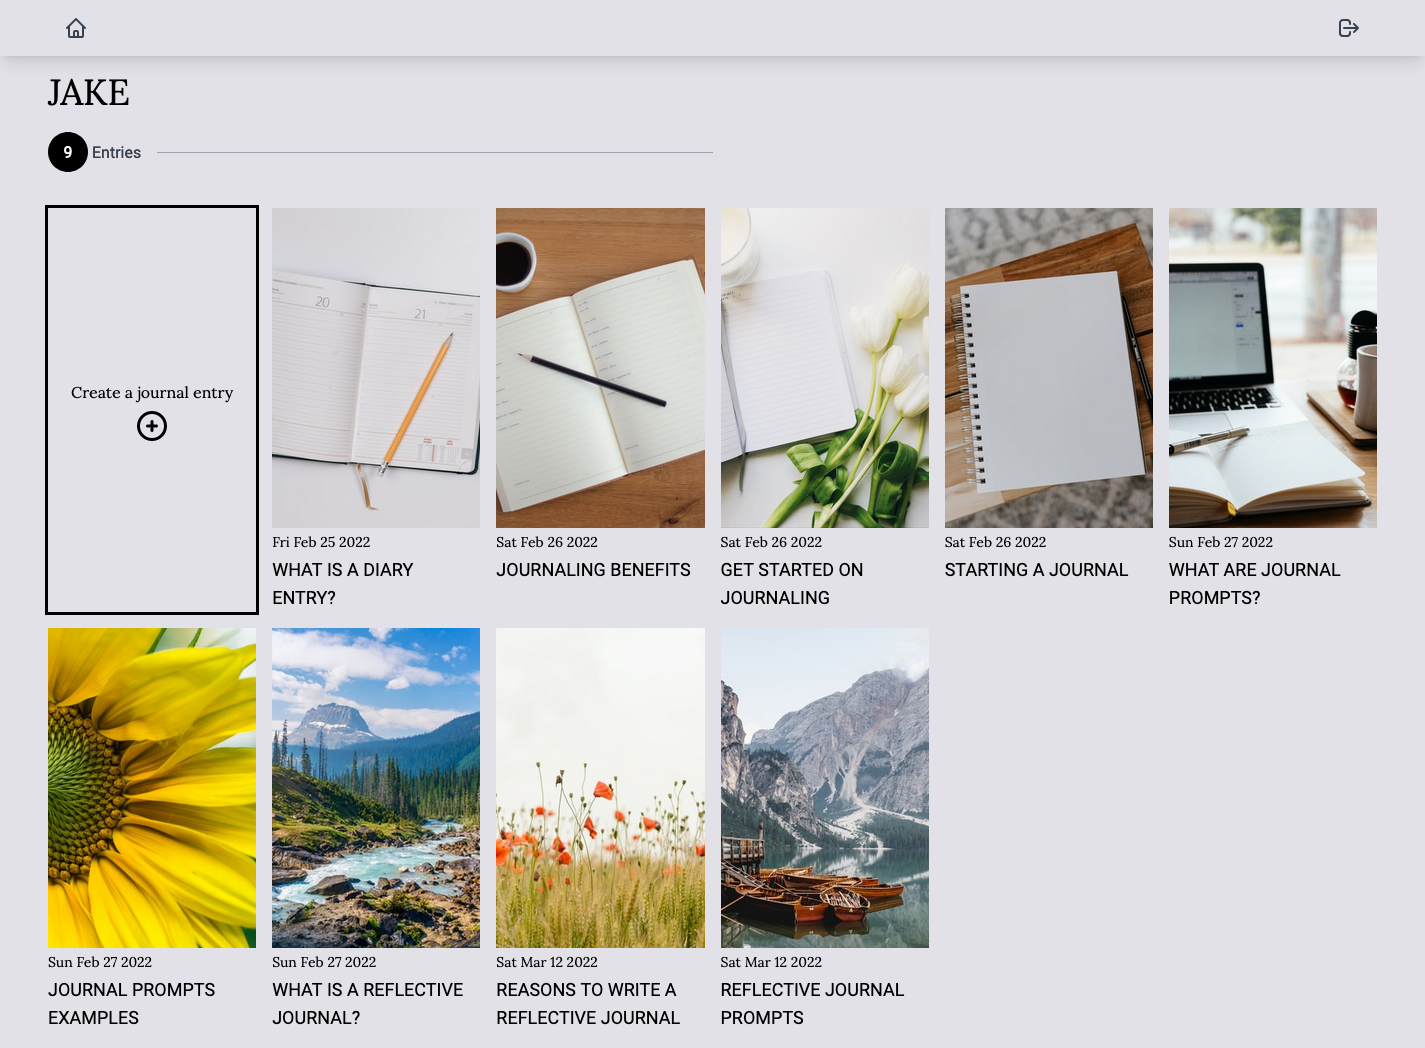 JAKE
9 Entries
Create a journal entry
20
21
Fri Feb 25 2022
WHAT IS A DIARY
ENTRY?
Sat Feb 26 2022
JOURNALING BENEFITS
Sat Feb 26 2022
GET STARTED ON
JOURNALING
Sat Feb 26 2022
STARTING A JOURNAL
Sun Feb 27 2022
WHAT ARE JOURNAL
PROMPTS?
Sun Feb 27 2022
JOURNAL PROMPTS
EXAMPLES
Sun Feb 27 2022
WHAT IS A REFLECTIVE
JOURNAL?
Sat Mar 12 2022
REASONS TO WRITE A
REFLECTIVE JOURNAL
Sat Mar 12 2022
REFLECTIVE JOURNAL
PROMPTS